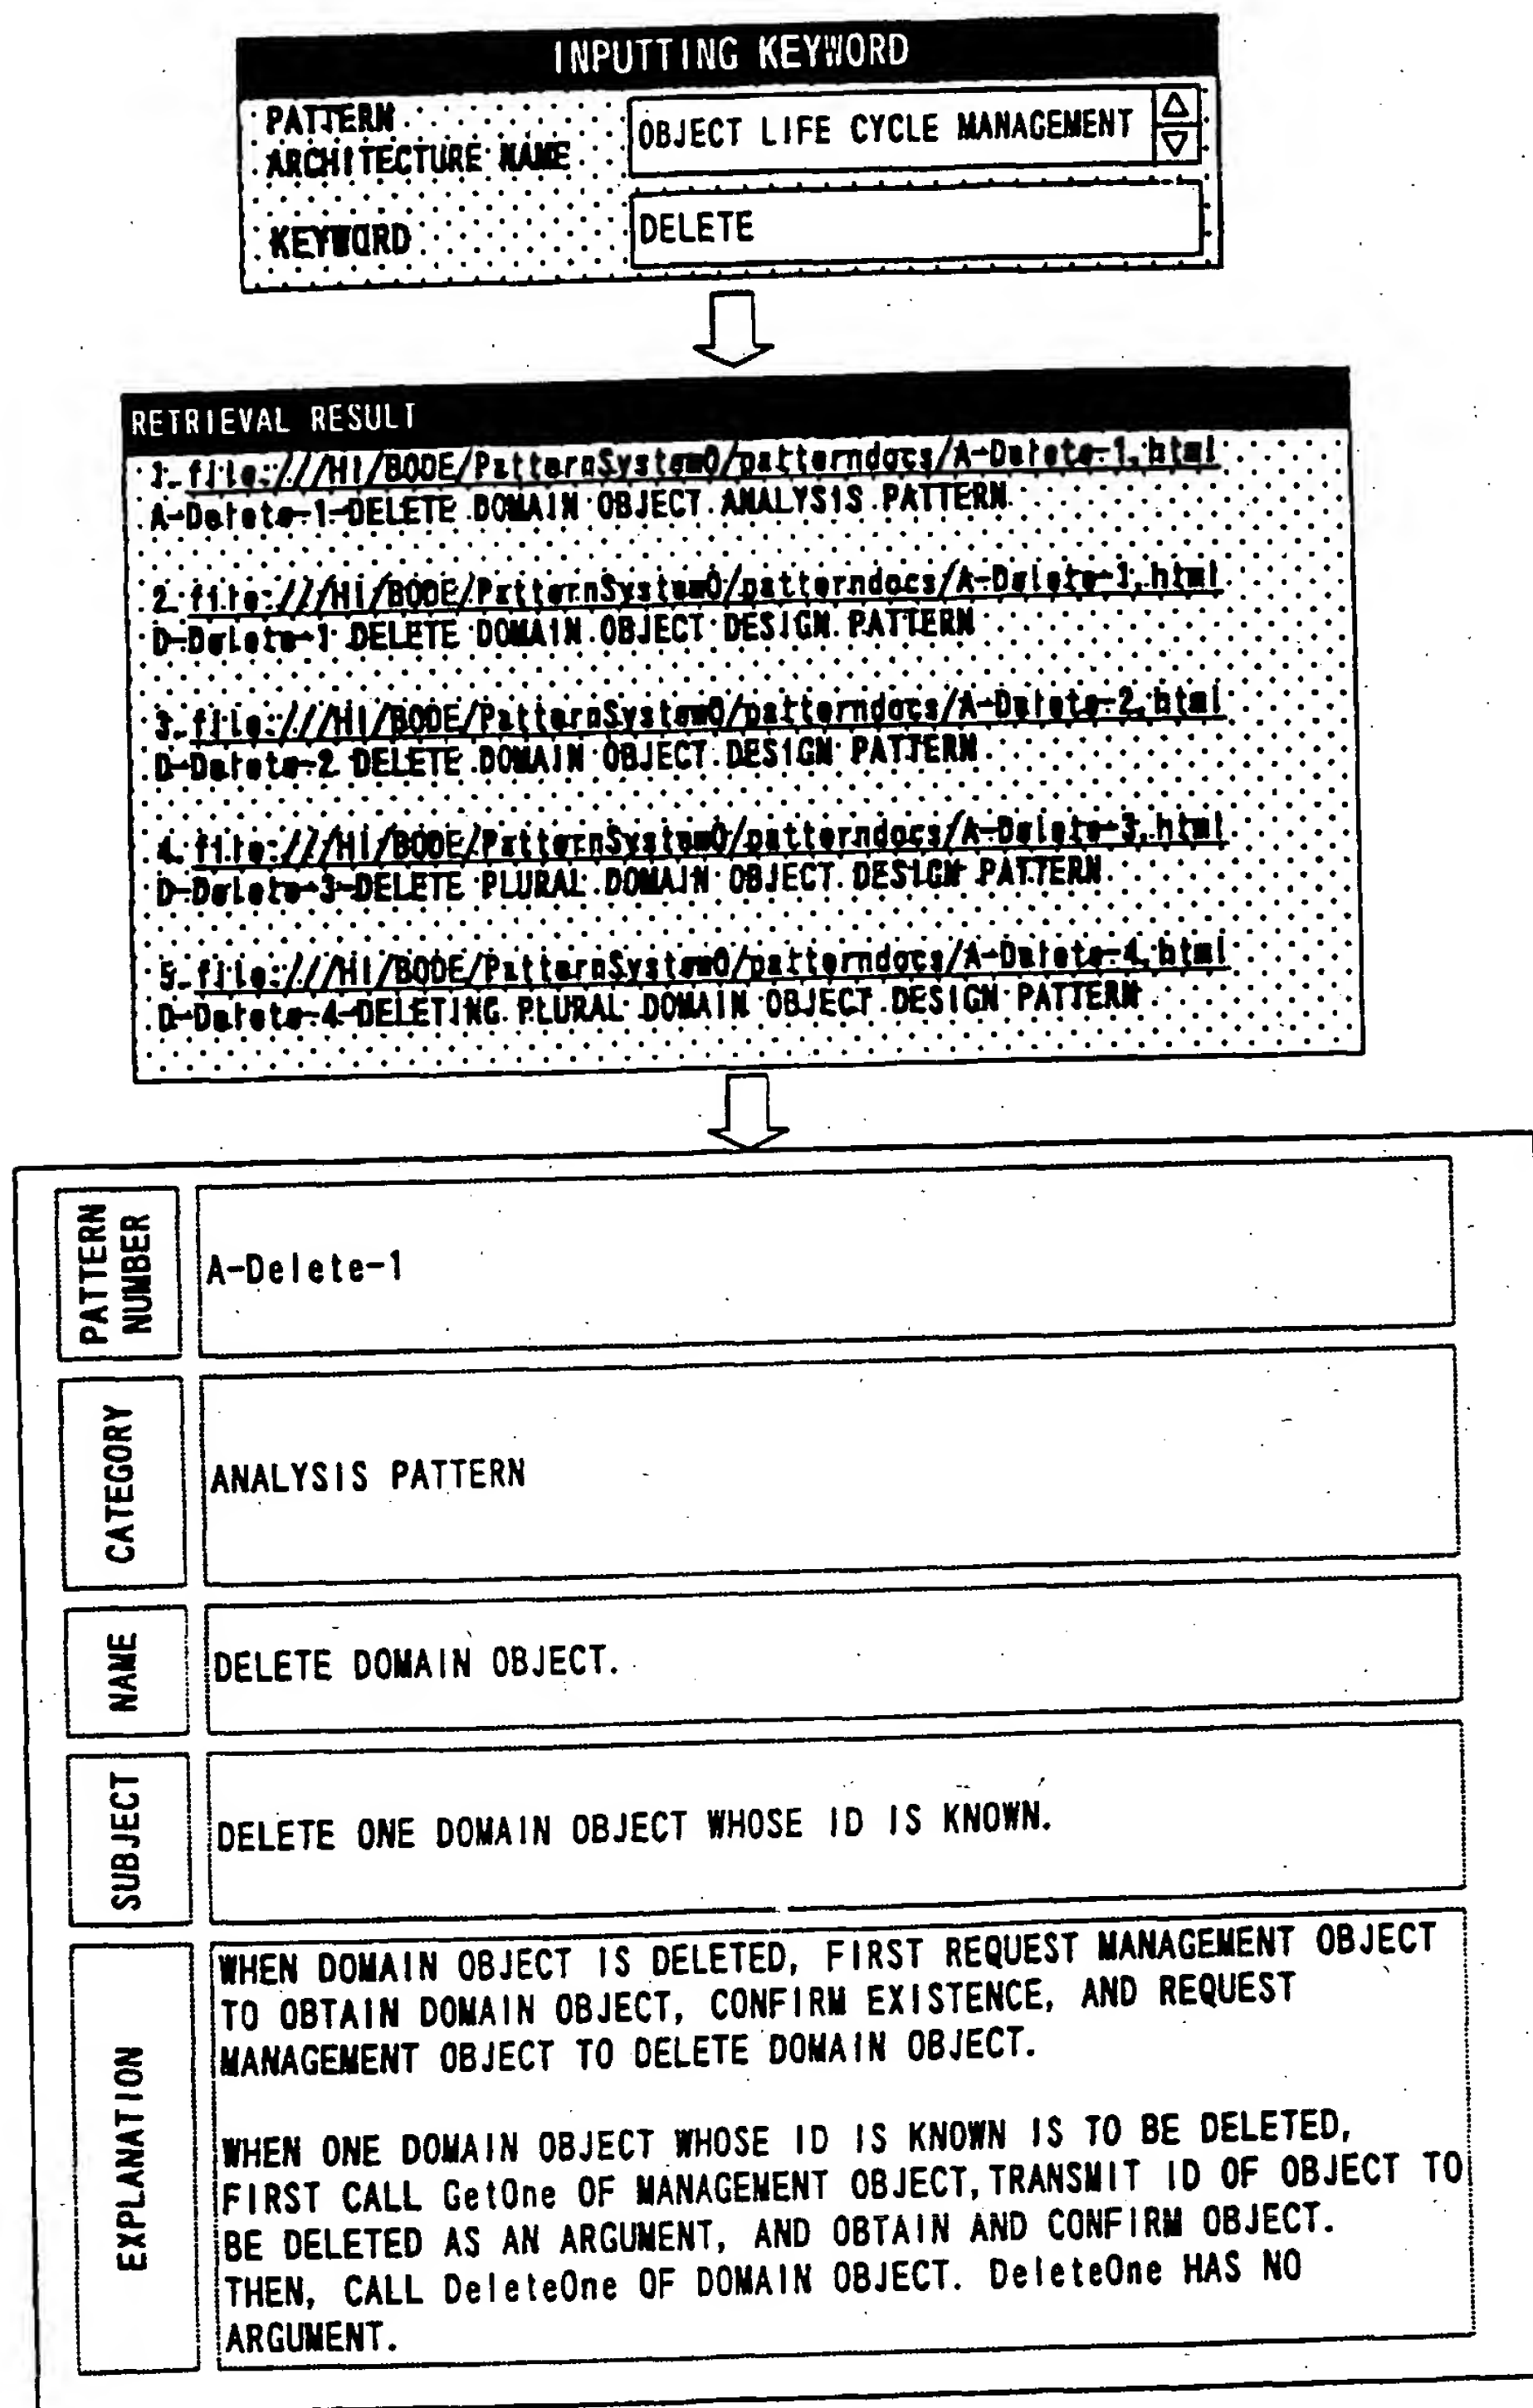 INPUTTING KEYWORD
PATTERN
ARCHITECTURE NAME
OBJECT LIFE CYCLE MANAGEMENT
KEYWORD
DELETE
RETRIEVAL RESULT
1. file:///HI/BODE/PatternSystem0/patterndocs/A-Delete-1.html
A-Delete-1 DELETE DOMAIN OBJECT ANALYSIS PATTERN
2. file:///HI/BODE/PatternSystem0/patterndocs/A-Delete-1.html
D-Delete-1 DELETE DOMAIN OBJECT DESIGN PATTERN
3. file:///HI/BODE/PatternSystem0/patterndocs/A-Delete-2.html
D-Delete-2 DELETE DOMAIN OBJECT DESIGN PATTERN
4. file:///HI/BODE/PatternSystem0/patterndocs/A-Delete-3.html
D-Delete-3 DELETE PLURAL DOMAIN OBJECT DESIGN PATTERN
5. file:///HI/BODE/PatternSystem0/patterndocs/A-Delete-4.html
D-Delete-4 DELETING PLURAL DOMAIN OBJECT DESIGN PATTERN
PATTERN
NUMBER
A-Delete-1
CATEGORY
ANALYSIS PATTERN
NAME
DELETE DOMAIN OBJECT.
SUBJECT
DELETE ONE DOMAIN OBJECT WHOSE ID IS KNOWN.
EXPLANATION
WHEN DOMAIN OBJECT IS DELETED, FIRST REQUEST MANAGEMENT OBJECT
TO OBTAIN DOMAIN OBJECT, CONFIRM EXISTENCE, AND REQUEST
MANAGEMENT OBJECT TO DELETE DOMAIN OBJECT.
WHEN ONE DOMAIN OBJECT WHOSE ID IS KNOWN IS TO BE DELETED,
FIRST CALL GetOne OF MANAGEMENT OBJECT, TRANSMIT ID OF OBJECT TO
BE DELETED AS AN ARGUMENT, AND OBTAIN AND CONFIRM OBJECT.
THEN, CALL DeleteOne OF DOMAIN OBJECT. DeleteOne HAS NO
ARGUMENT.